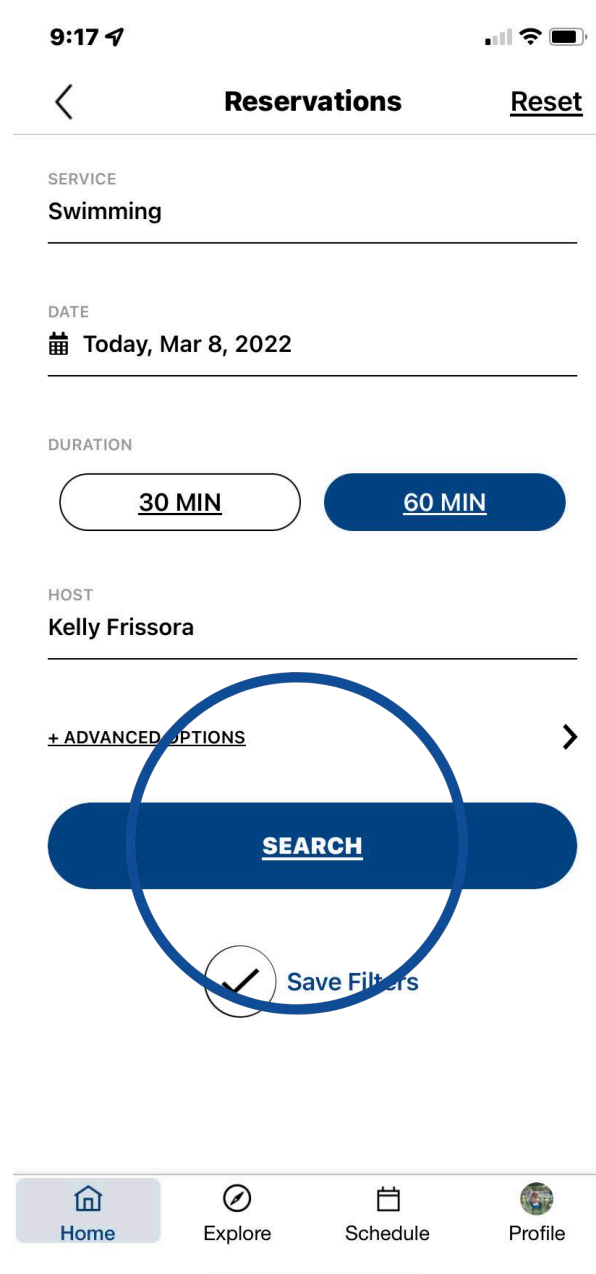 9:17
Reservations Reset
SERVICE
Swimming
DATE
Today, Mar 8, 2022
DURATION
30 MIN 60 MIN
HOST
Kelly Frissora
+ ADVANCED OPTIONS
SEARCH
Save Filters
Home Explore Schedule Profile